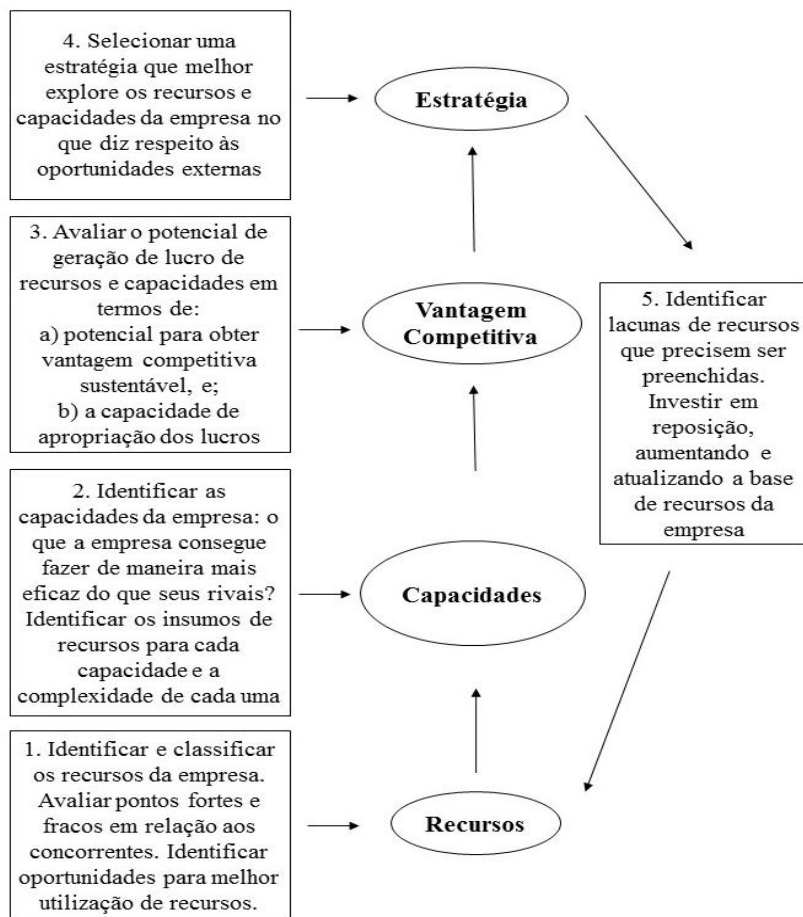 4. Selecionar uma
estratégia que melhor
explore os recursos e
capacidades da empresa no
que diz respeito às
oportunidades externas
Estratégia
3. Avaliar o potencial de
geração de lucro de
recursos e capacidades em
termos de:
a) potencial para obter
vantagem competitiva
sustentável, e;
b) a capacidade de
apropriação dos lucros
Vantagem
Competitiva
5. Identificar
lacunas de recursos
que precisem ser
preenchidas.
Investir em
reposição,
aumentando e
atualizando a base
de recursos da
empresa
2. Identificar as
capacidades da empresa: o
que a empresa consegue
fazer de maneira mais
eficaz do que seus rivais?
Identificar os insumos de
recursos para cada
capacidade e a
complexidade de cada uma
Capacidades
1. Identificar e classificar
os recursos da empresa.
Avaliar pontos fortes e
fracos em relação aos
concorrentes. Identificar
oportunidades para melhor
utilização de recursos.
Recursos